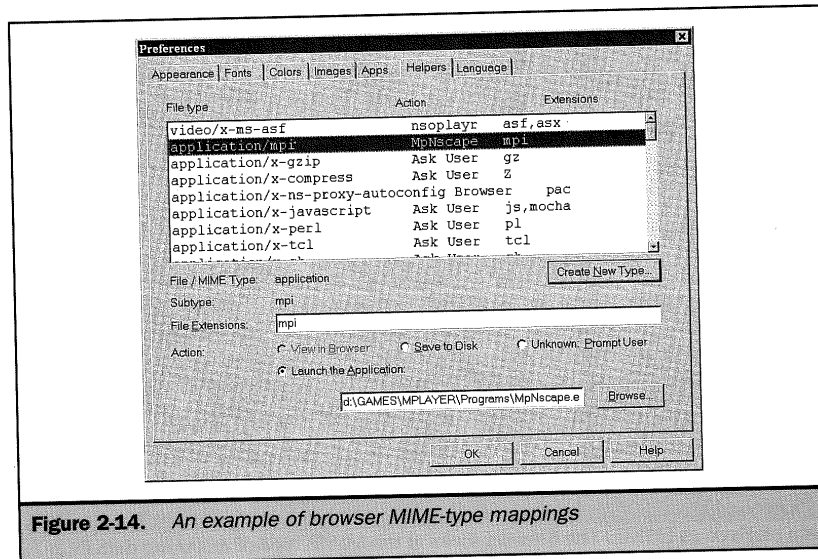 Preferences
Appearance Fonts Colors Images Apps Helpers Language
File type Action Extensions
video/x-ms-asf nsoplayr asf,asx
application/mpi MpNscape mpi
application/x-gzip Ask User gz
application/x-compress Ask User Z
application/x-ns-proxy-autoconfig Browser pac
application/x-javascript Ask User js,mocha
application/x-perl Ask User pl
application/x-tcl Ask User tcl
File / MIME Type: application Create New Type...
Subtype: mpi
File Extensions: mpi
Action: View in Browser Save to Disk Unknown: Prompt User
Launch the Application:
d:\GAMES\MPLAYER\Programs\MpNscape.e Browse...
OK Cancel Help
Figure 2-14. An example of browser MIME-type mappings